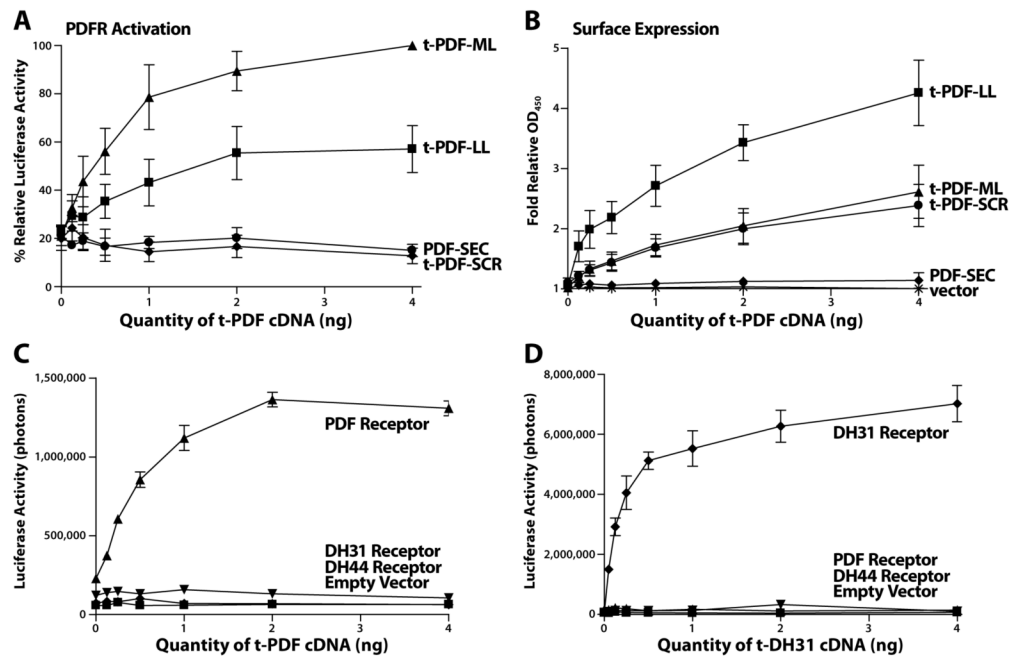 A
PDFR Activation
% Relative Luciferase Activity
100
80
60
40
20
0
0
1
2
3
4
t-PDF-ML
t-PDF-LL
PDF-SEC
t-PDF-SCR
Quantity of t-PDF cDNA (ng)
B
Surface Expression
Fold Relative OD450
5
4
3
2
1
0
1
2
3
4
t-PDF-LL
t-PDF-ML
t-PDF-SCR
PDF-SEC
vector
Quantity of t-PDF cDNA (ng)
C
Luciferase Activity (photons)
1,500,000
1,000,000
500,000
0
0
1
2
3
4
PDF Receptor
DH31 Receptor
DH44 Receptor
Empty Vector
Quantity of t-PDF cDNA (ng)
D
Luciferase Activity (photons)
8,000,000
6,000,000
4,000,000
2,000,000
0
0
1
2
3
4
DH31 Receptor
PDF Receptor
DH44 Receptor
Empty Vector
Quantity of t-DH31 cDNA (ng)